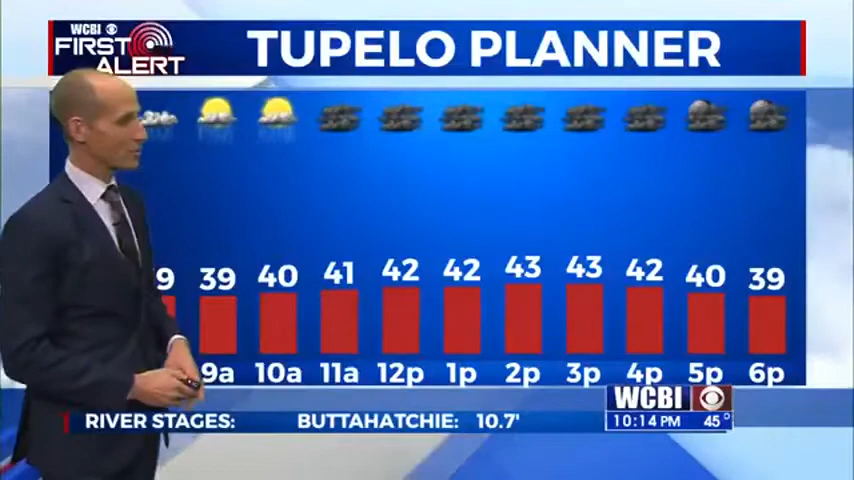 WCBI
FIRST
ALERT
TUPELO PLANNER
9 39 40 41 42 42 43 43 42 40 39
9a 10a 11a 12p 1p 2p 3p 4p 5p 6p
RIVER STAGES: BUTTAHATCHIE: 10.7'
WCBI
10:14 PM 45°